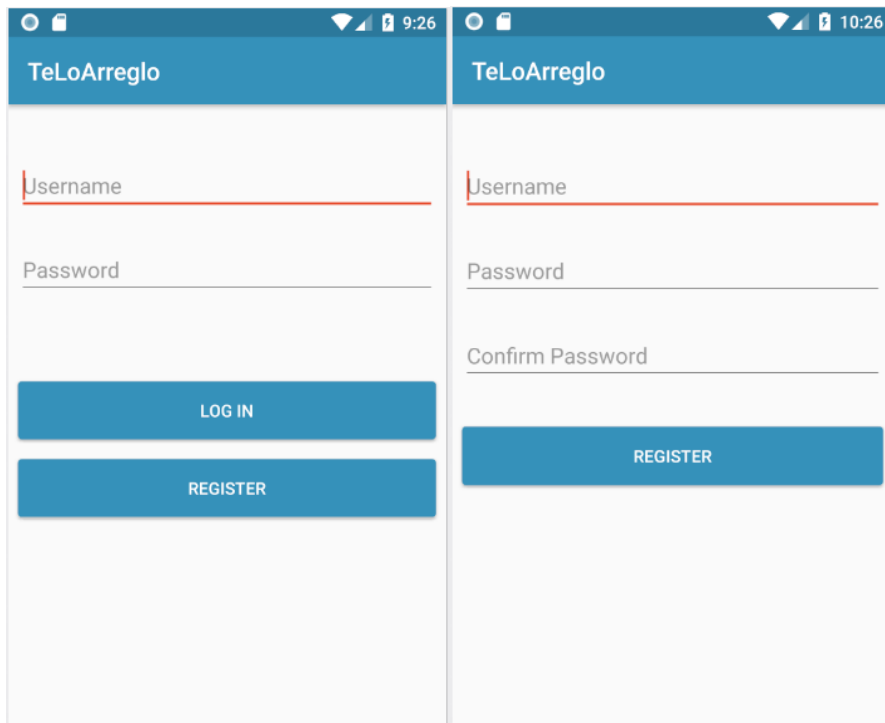 9:26
TeLoArreglo
Username
Password
LOG IN
REGISTER
10:26
TeLoArreglo
Username
Password
Confirm Password
REGISTER